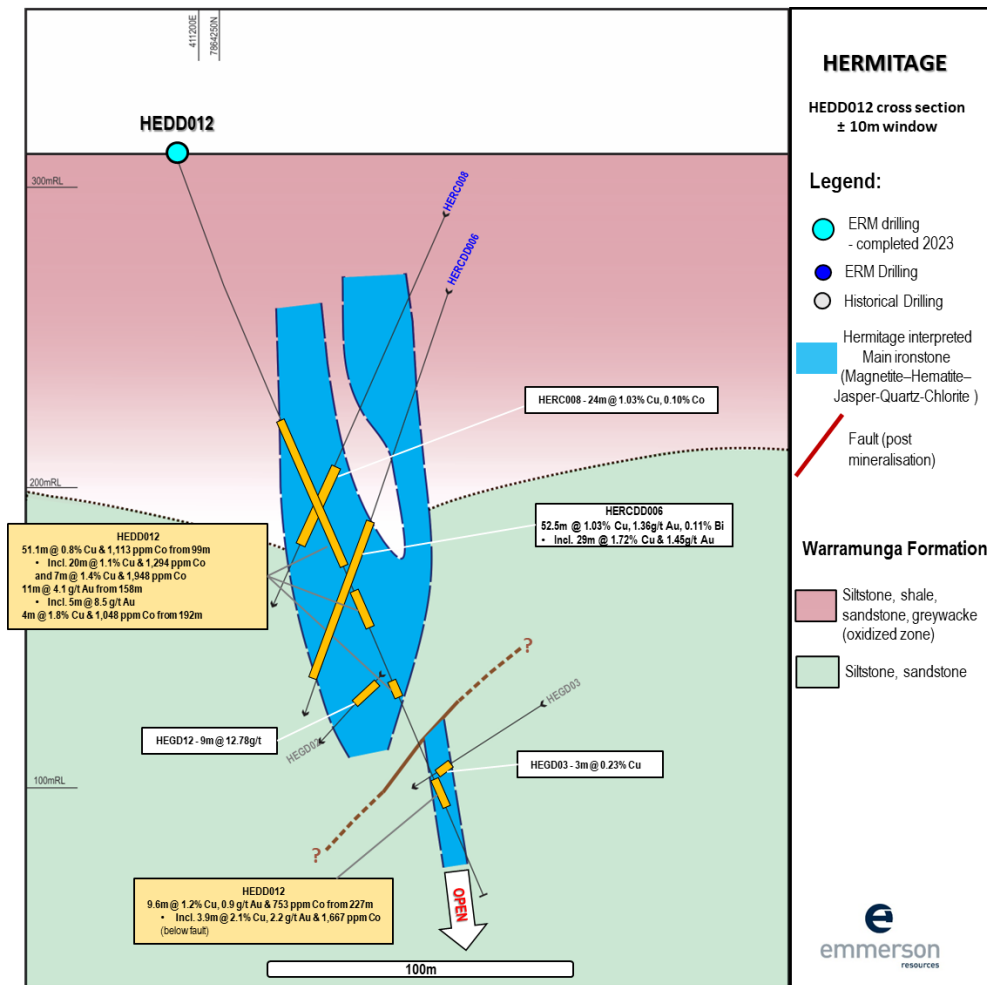 411200E
7864250N
HEDD012
300mRL
HERC008
HERCDD006
HERC008 - 24m @ 1.03% Cu, 0.10% Co
200mRL
HERCDD006
52.5m @ 1.03% Cu, 1.36g/t Au, 0.11% Bi
• Incl. 29m @ 1.72% Cu & 1.45g/t Au
HEDD012
51.1m @ 0.8% Cu & 1,113 ppm Co from 99m
• Incl. 20m @ 1.1% Cu & 1,294 ppm Co
and 7m @ 1.4% Cu & 1,948 ppm Co
11m @ 4.1 g/t Au from 158m
• Incl. 5m @ 8.5 g/t Au
4m @ 1.8% Cu & 1,048 ppm Co from 192m
?
HEGD03
HEGD12 - 9m @ 12.78g/t
HEGD02
HEGD03 - 3m @ 0.23% Cu
100mRL
?
HEDD012
9.6m @ 1.2% Cu, 0.9 g/t Au & 753 ppm Co from 227m
• Incl. 3.9m @ 2.1% Cu, 2.2 g/t Au & 1,667 ppm Co
(below fault)
OPEN
100m
HERMITAGE
HEDD012 cross section
± 10m window
Legend:
ERM drilling
- completed 2023
ERM Drilling
Historical Drilling
Hermitage interpreted
Main ironstone
(Magnetite–Hematite–
Jasper-Quartz-Chlorite )
Fault (post
mineralisation)
Warramunga Formation
Siltstone, shale,
sandstone, greywacke
(oxidized zone)
Siltstone, sandstone
emmerson
resources